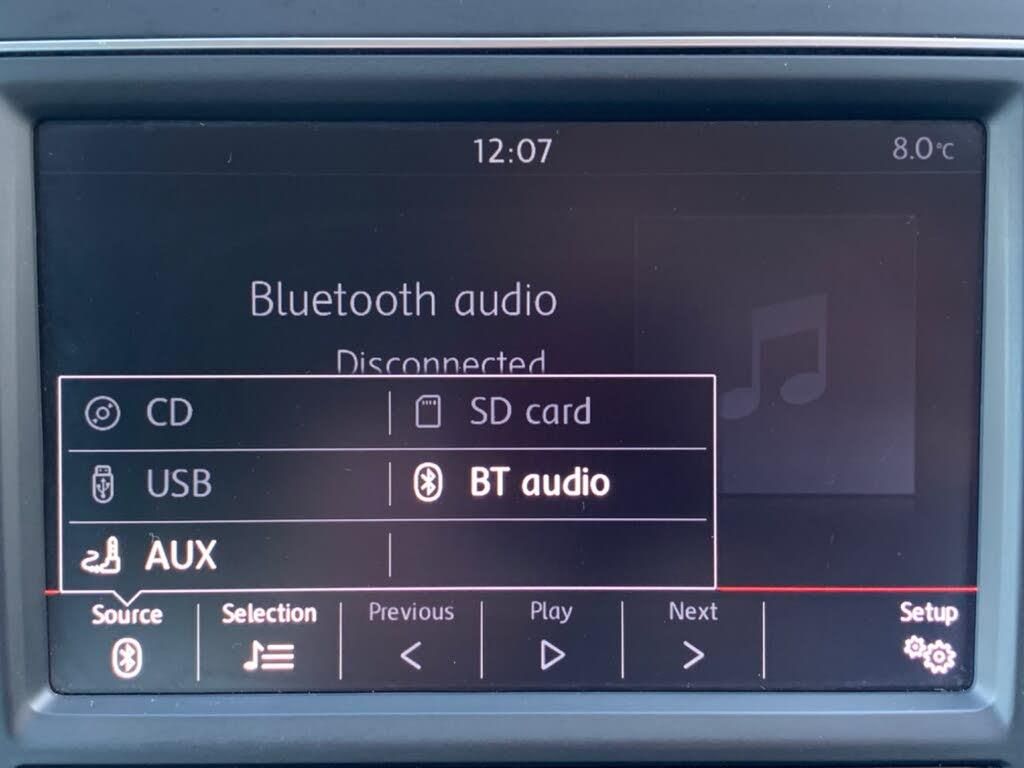 12:07 8.0°C
Bluetooth audio
Disconnected
CD SD card
USB BT audio
AUX
Source Selection Previous Play Next Setup